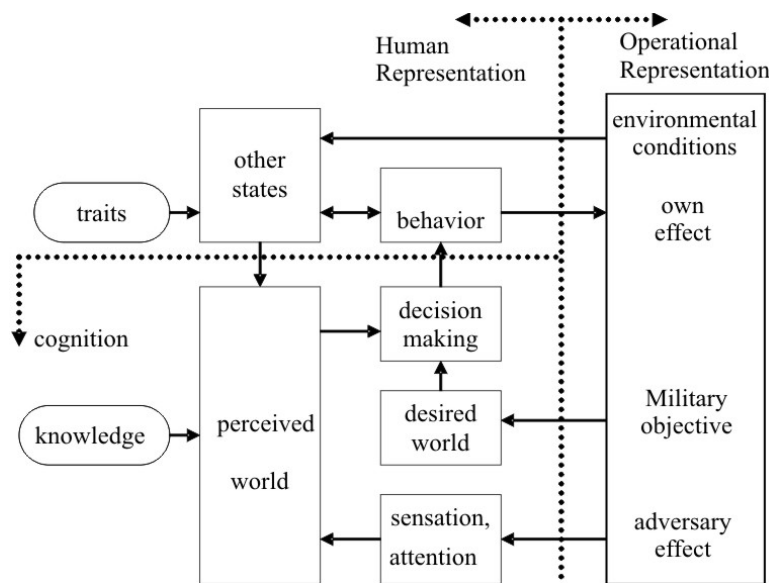 Human
Representation
Operational
Representation
environmental
conditions
other
states
traits
behavior
own
effect
cognition
decision
making
knowledge
perceived
world
desired
world
Military
objective
sensation,
attention
adversary
effect